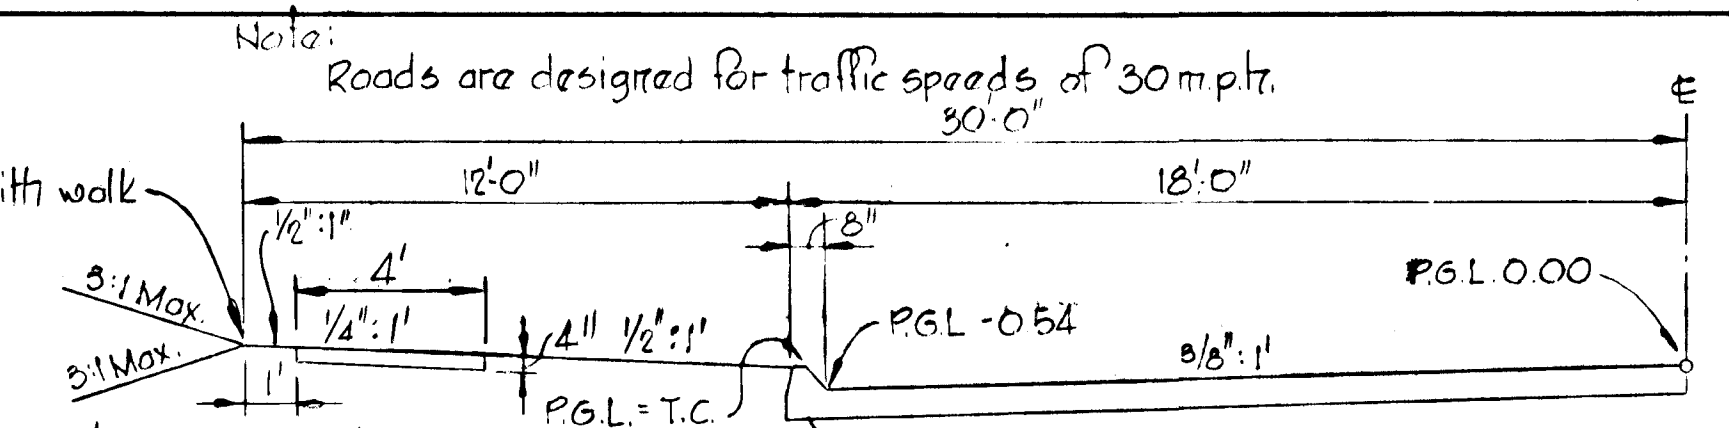 Note:
Roads are designed for traffic speeds of 30 m.p.h.
℄
30'-0"
12'-0"
18'-0"
ith walk
1/2":1"
8"
4'
3:1 Max.
P.G.L. 0.00
1/4":1'
4"
1/2":1'
P.G.L -0.54
3/8":1'
3:1 Max.
1'
P.G.L. = T.C.